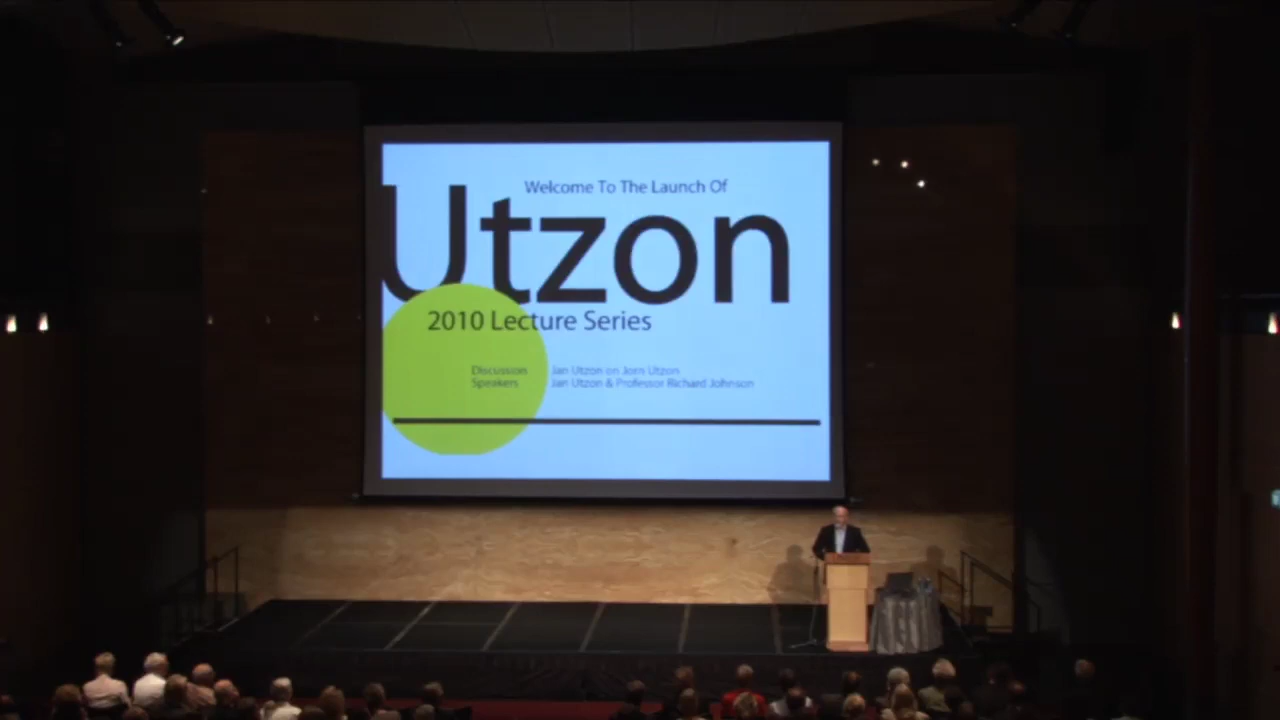 Welcome To The Launch Of
Utzon
2010 Lecture Series
Discussion Jan Utzon on Jorn Utzon
Speakers Jan Utzon & Professor Richard Johnson